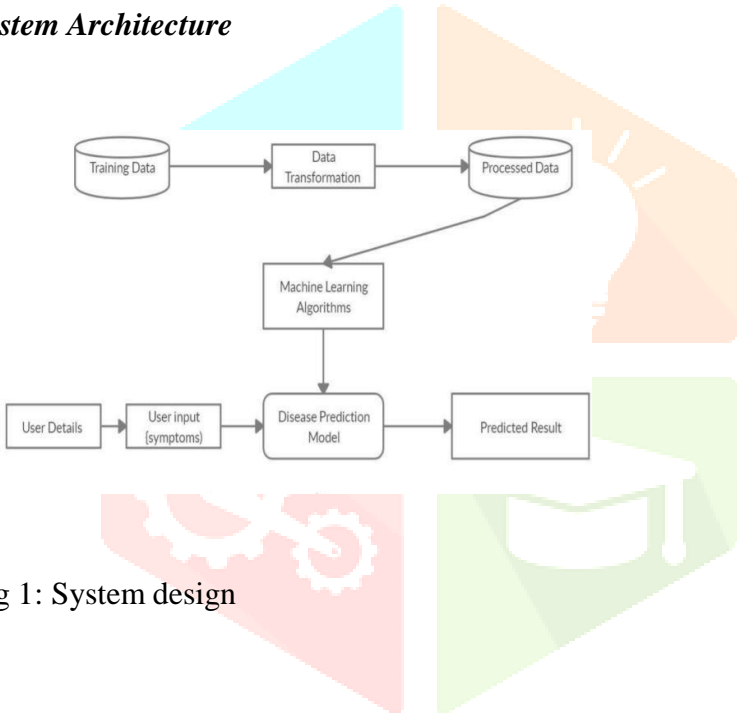 stem Architecture
Training Data
Data
Transformation
Processed Data
Machine Learning
Algorithms
User Details
User input
(symptoms)
Disease Prediction
Model
Predicted Result
g 1: System design